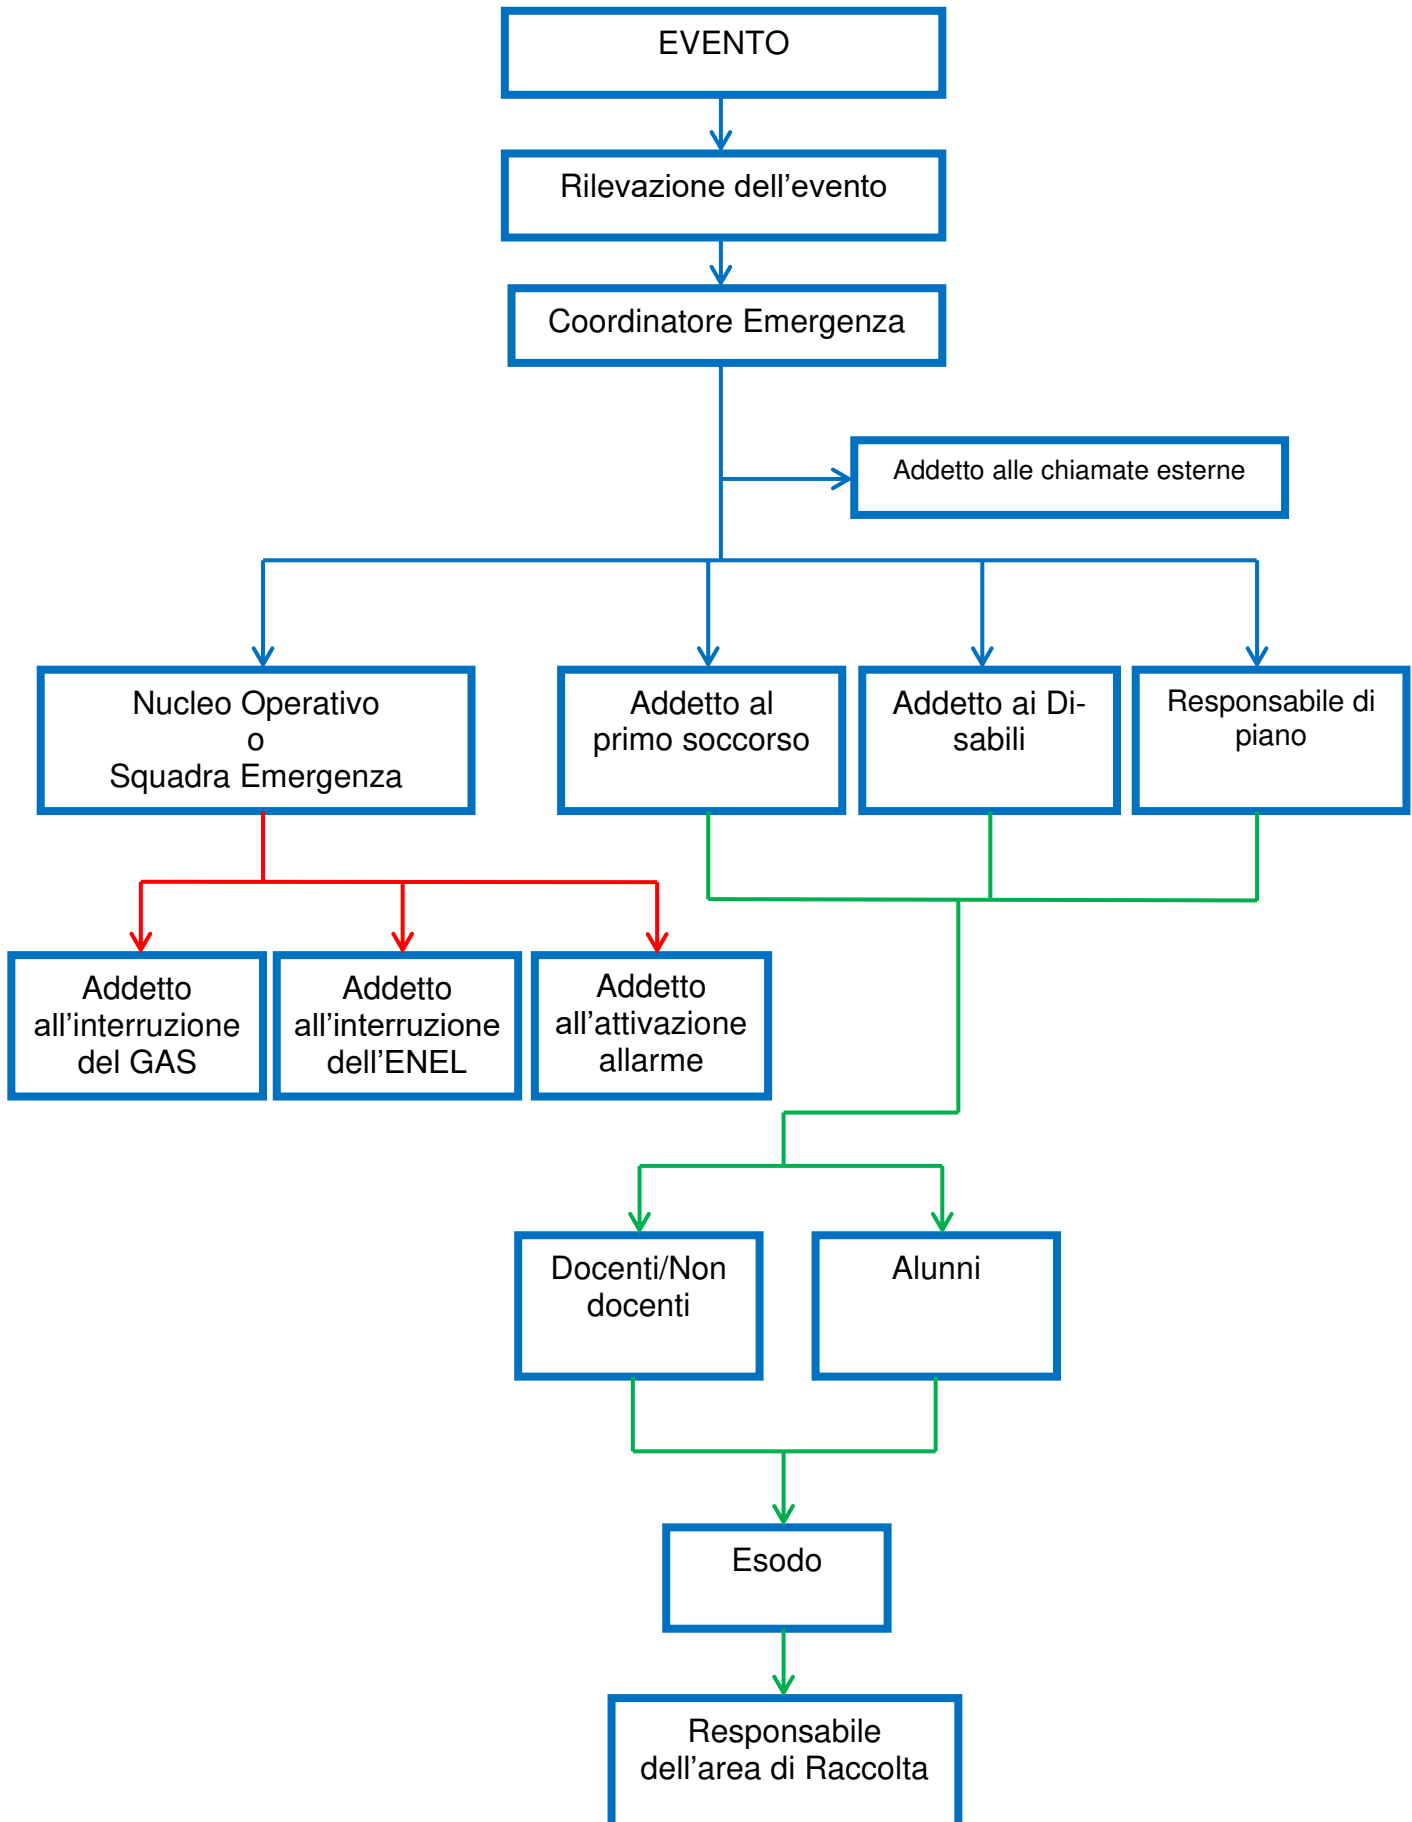 EVENTO
Rilevazione dell’evento
Coordinatore Emergenza
Addetto alle chiamate esterne
Nucleo Operativo
o
Squadra Emergenza
Addetto al
primo soccorso
Addetto ai Di-
sabili
Responsabile di
piano
Addetto
all’interruzione
del GAS
Addetto
all’interruzione
dell’ENEL
Addetto
all’attivazione
allarme
Docenti/Non
docenti
Alunni
Esodo
Responsabile
dell’area di Raccolta